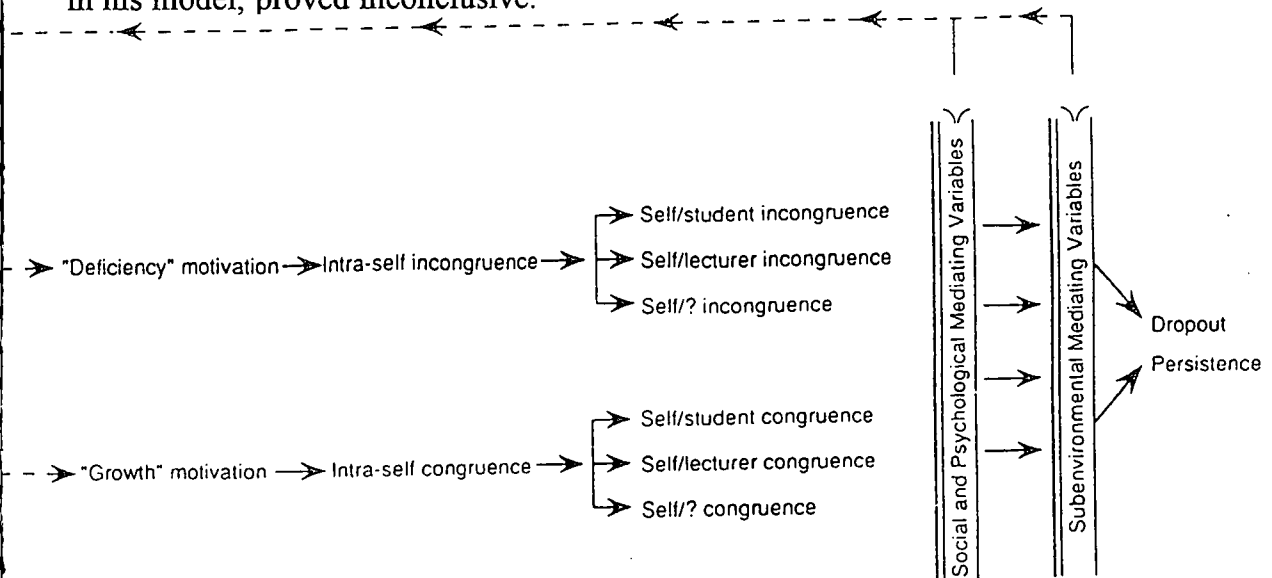 in his model, proved inconclusive.
"Deficiency" motivation
Intra-self incongruence
Self/student incongruence
Self/lecturer incongruence
Self/? incongruence
"Growth" motivation
Intra-self congruence
Self/student congruence
Self/lecturer congruence
Self/? congruence
Social and Psychological Mediating Variables
Subenvironmental Mediating Variables
Dropout
Persistence